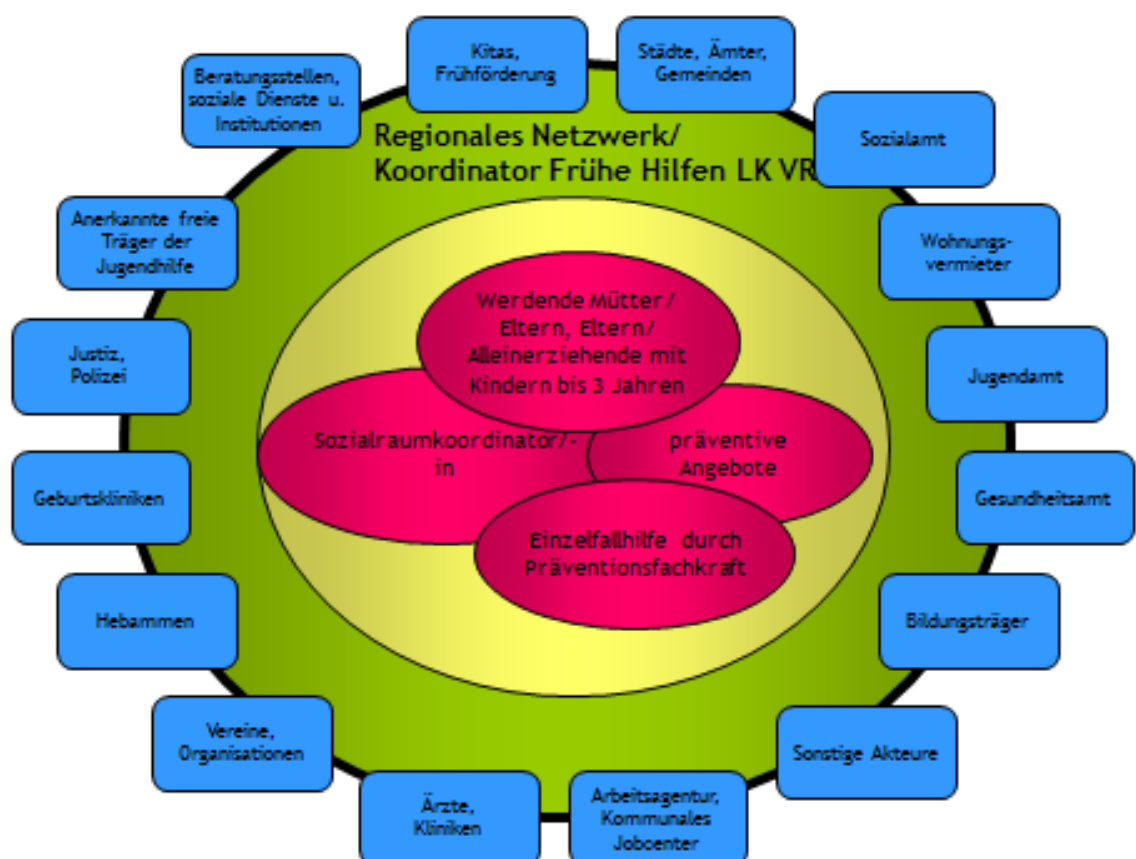 Kitas,
Frühförderung
Städte, Ämter,
Gemeinden
Beratungsstellen,
soziale Dienste u.
Institutionen
Sozialamt
Regionales Netzwerk/
Koordinator Frühe Hilfen LK VR
Anerkannte freie
Träger der
Jugendhilfe
Wohnungs-
vermieter
Werdende Mütter/
Eltern, Eltern/
Alleinerziehende mit
Kindern bis 3 Jahren
Justiz,
Polizei
Jugendamt
Sozialraumkoordinator/-
in
präventive
Angebote
Geburtskliniken
Gesundheitsamt
Einzelfallhilfe durch
Präventionsfachkraft
Hebammen
Bildungsträger
Vereine,
Organisationen
Sonstige Akteure
Ärzte,
Kliniken
Arbeitsagentur,
Kommunales
Jobcenter